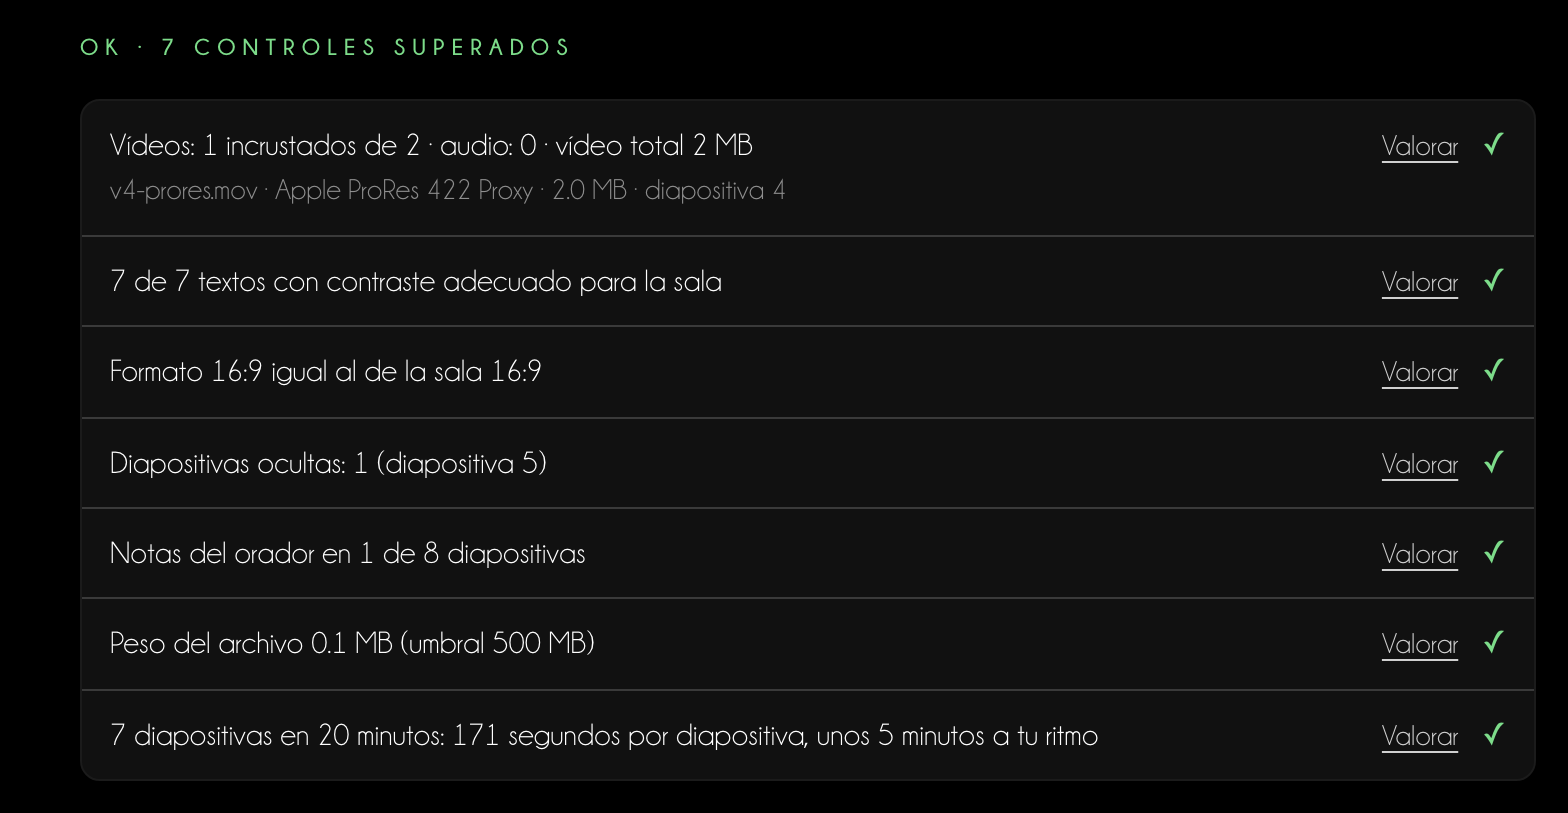 OK · 7 CONTROLES SUPERADOS
Vídeos: 1 incrustados de 2 · audio: 0 · vídeo total 2 MB
Valorar ✓
v4-prores.mov · Apple ProRes 422 Proxy · 2.0 MB · diapositiva 4
7 de 7 textos con contraste adecuado para la sala
Valorar ✓
Formato 16:9 igual al de la sala 16:9
Valorar ✓
Diapositivas ocultas: 1 (diapositiva 5)
Valorar ✓
Notas del orador en 1 de 8 diapositivas
Valorar ✓
Peso del archivo 0.1 MB (umbral 500 MB)
Valorar ✓
7 diapositivas en 20 minutos: 171 segundos por diapositiva, unos 5 minutos a tu ritmo
Valorar ✓